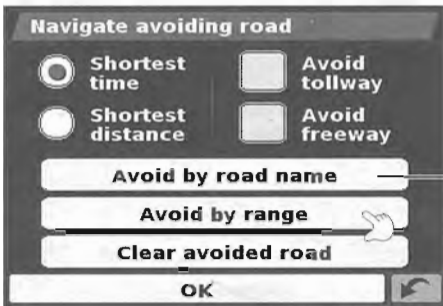 Navigate avoiding road
Shortest
time
Avoid
tollway
Shortest
distance
Avoid
freeway
Avoid by road name
Avoid by range
Clear avoided road
OK